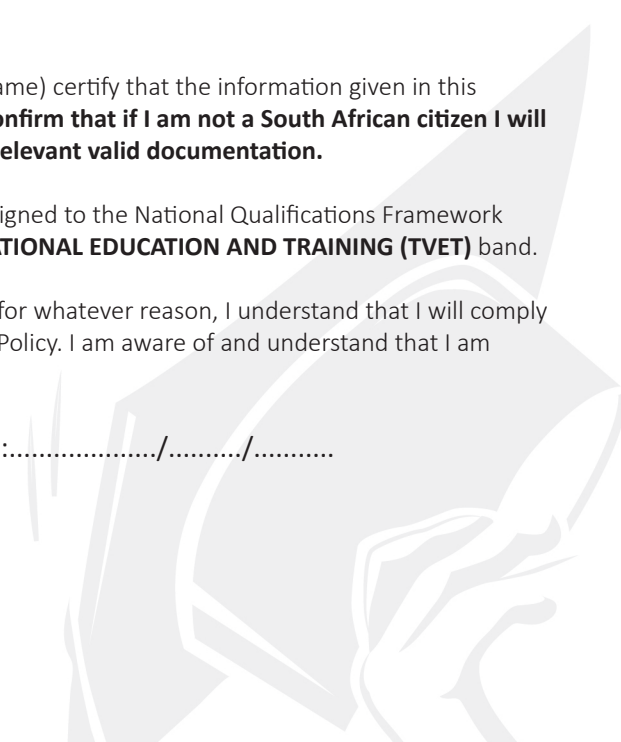 ame) certify that the information given in this
onfirm that if I am not a South African citizen I will
elevant valid documentation.
igned to the National Qualifications Framework
ATIONAL EDUCATION AND TRAINING (TVET) band.
for whatever reason, I understand that I will comply
Policy. I am aware of and understand that I am
:..................../........../...........